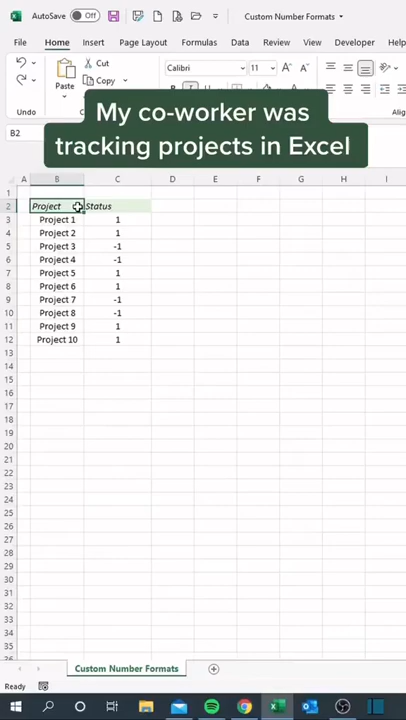 AutoSave Off Custom Number Formats
File Home Insert Page Layout Formulas Data Review View Developer Help
Paste Cut Copy Calibri 11
Undo
My co-worker was
tracking projects in Excel
B2
A B C D E F G H I
1
2 Project Status
3 Project 1 1
4 Project 2 1
5 Project 3 -1
6 Project 4 -1
7 Project 5 1
8 Project 6 1
9 Project 7 -1
10 Project 8 -1
11 Project 9 1
12 Project 10 1
13
14
15
16
17
18
19
20
21
22
23
24
25
26
27
28
29
30
31
32
33
34
35
Custom Number Formats
Ready